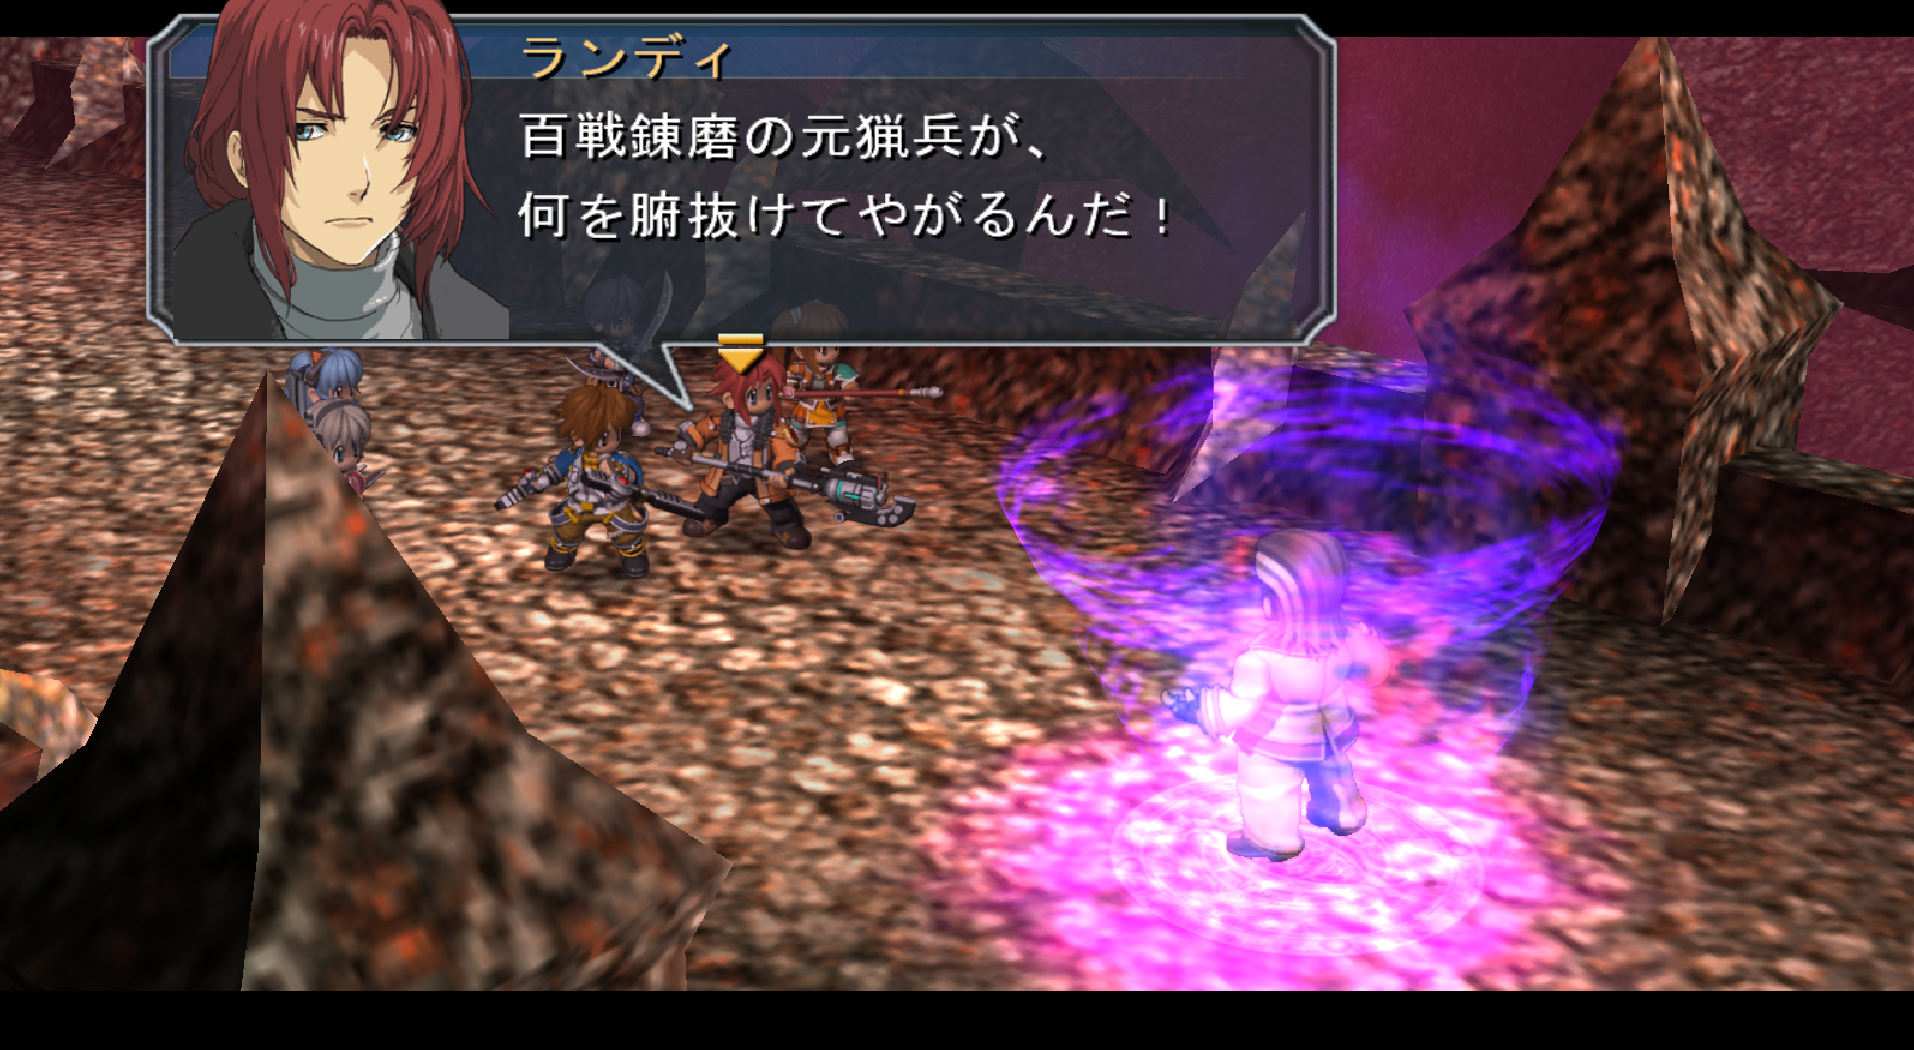 ランディ
百戦錬磨の元猟兵が、
何を腑抜けてやがるんだ！